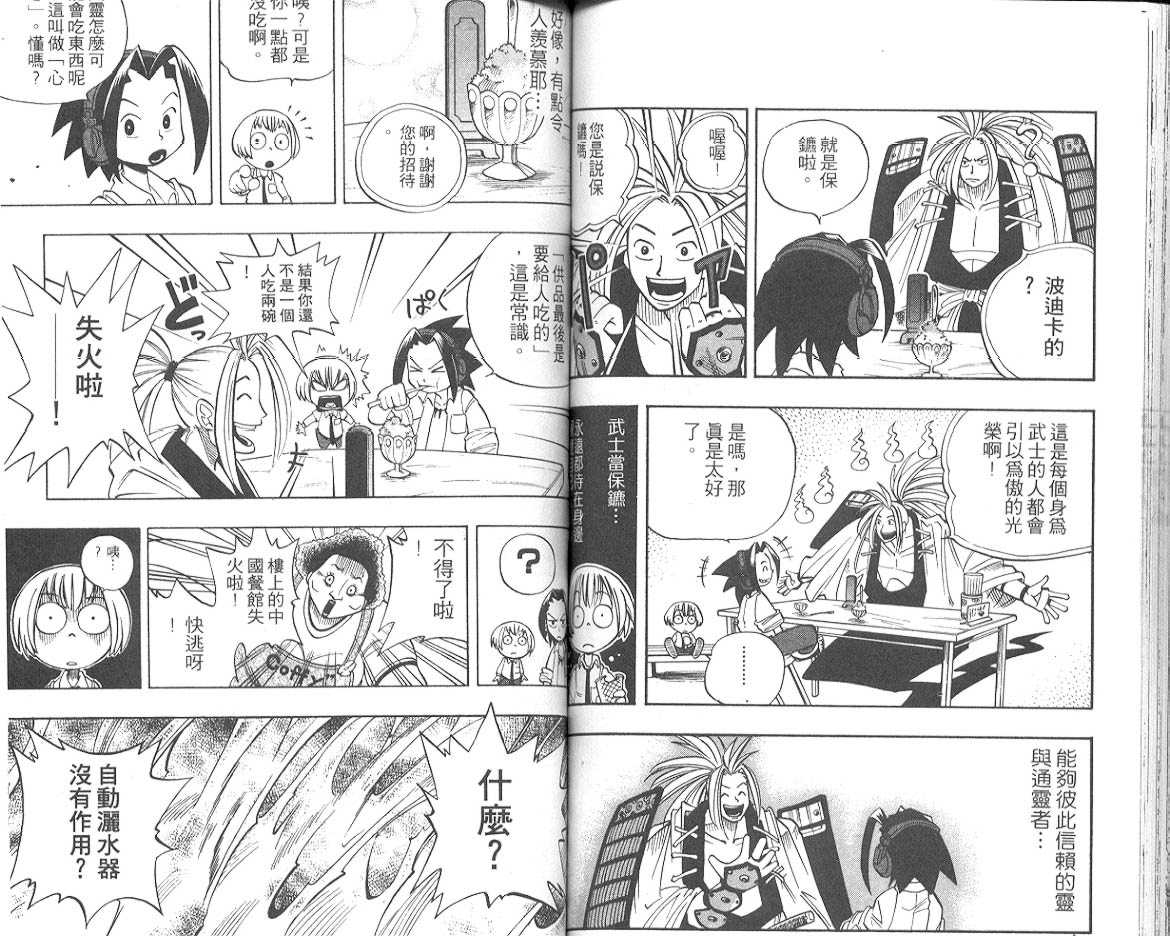 波迪卡的
？
就是保
鑣啦。
喔喔！
您是說保
鑣嗎！
這是每個身為
武士的人都會
引以為傲的光
榮啊！
是嗎，那
真是太好
了。
武士當保鑣…
永遠都待在身邊
……
能夠彼此信賴的靈
與通靈者…
好像，有點令
人羨慕耶…
啊，謝謝
您的招待
。
咦？可是
你一點都
沒吃啊。
靈怎麼可
會吃東西呢
這叫做「心
」。懂嗎？
「供品最後是
要給人吃的」
，這是常識。
ぱく
結果你還
不是一個
人吃兩碗
！
どっ
失火啦
—！
？
不得了啦
！
樓上的中
國餐館失
火啦！
快逃呀
！
Coffy
咦…
？
什麼？
自動灑水器
沒有作用？